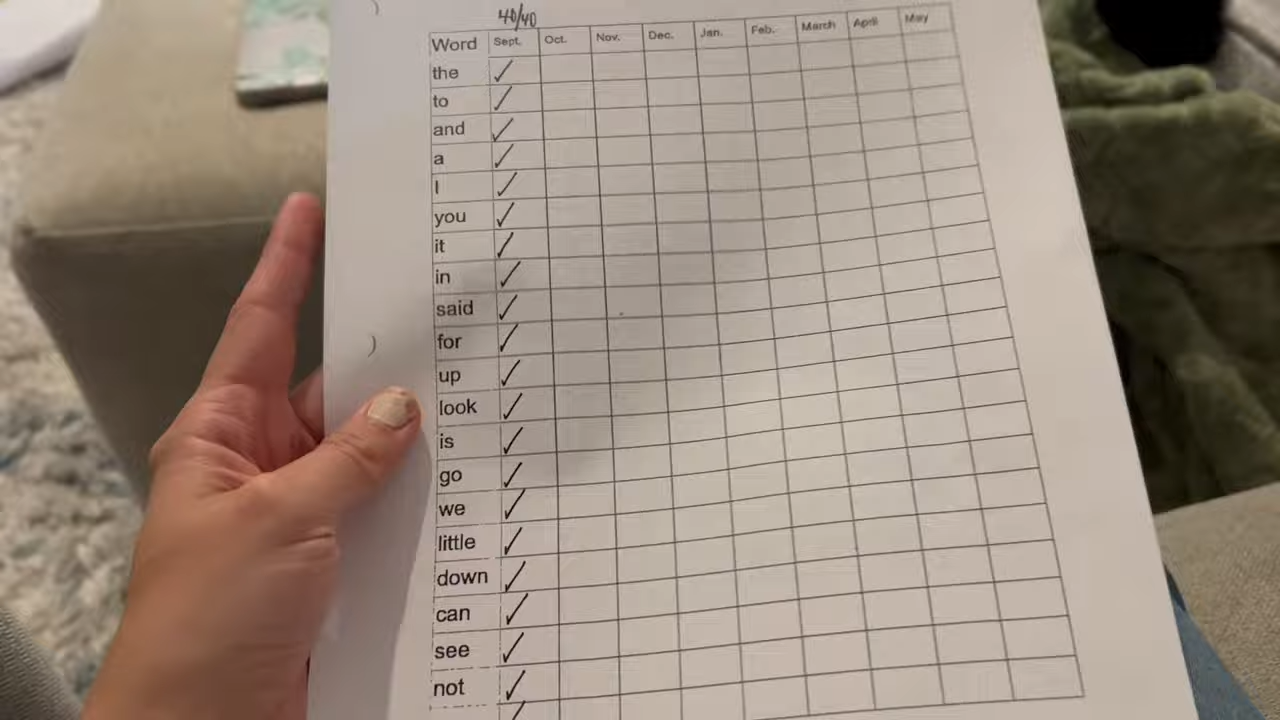 40/40
Word Sept. Oct. Nov. Dec. Jan. Feb. March April May
the ✓
to ✓
and ✓
a ✓
I ✓
you ✓
it ✓
in ✓
said ✓
for ✓
up ✓
look ✓
is ✓
go ✓
we ✓
little ✓
down ✓
can ✓
see ✓
not ✓